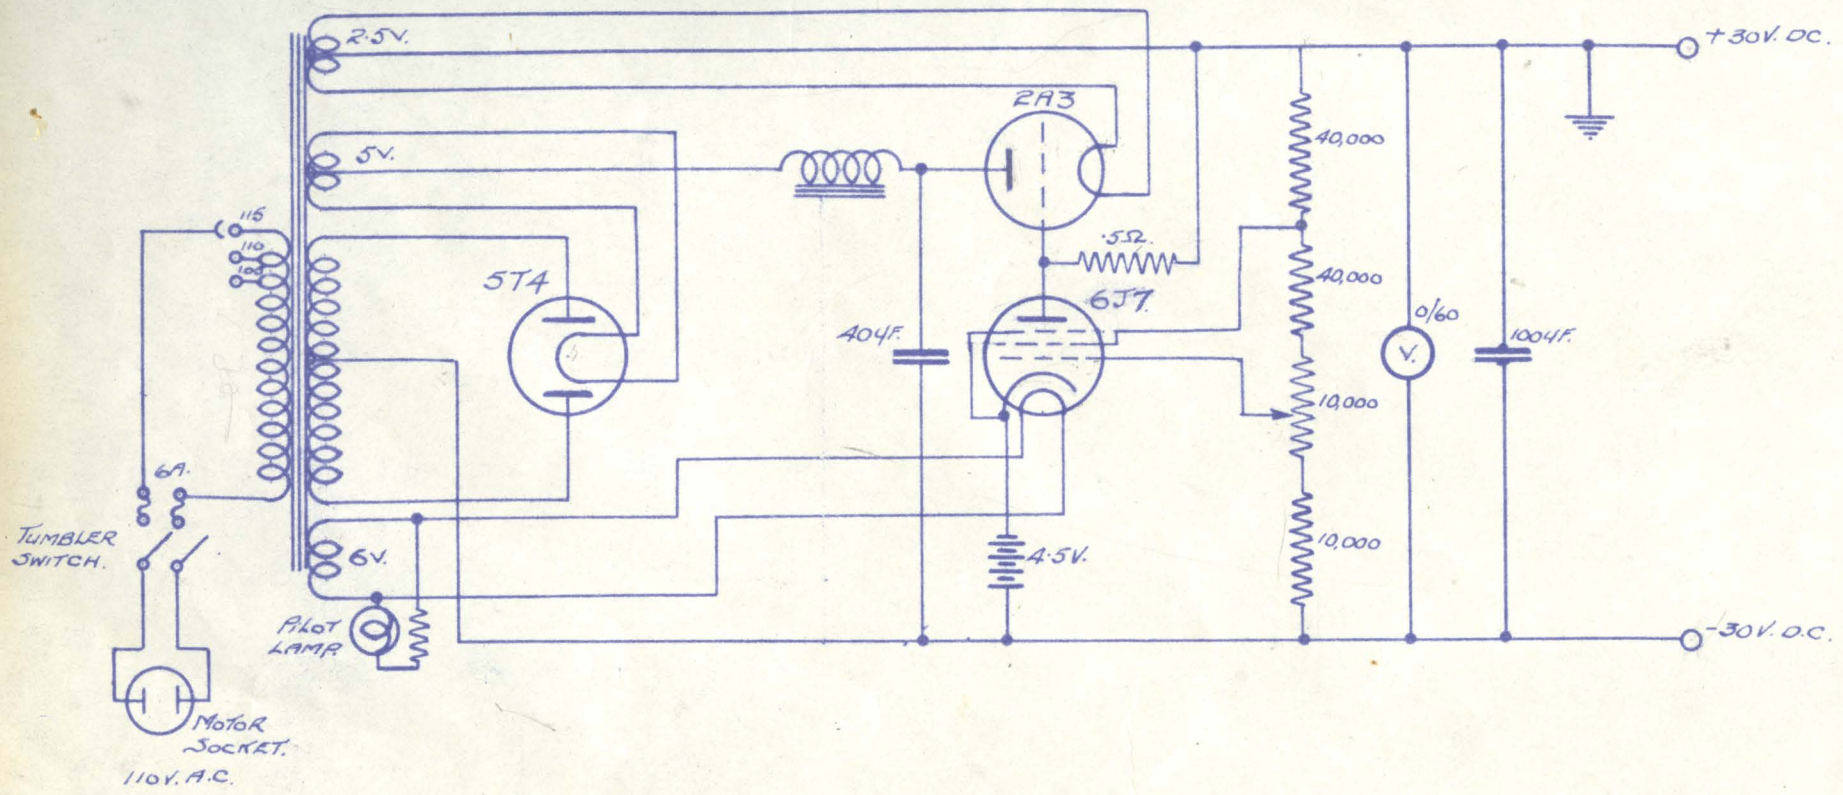 2.5V.
+30V. DC.
2A3
40,000
5V.
115
110
100
.5Ω.
5T4
6J7
40,000
40µF.
0/60
V.
100µF.
10,000
6A.
TUMBLER
SWITCH.
6V.
4.5V.
10,000
PILOT
LAMP.
-30V. D.C.
MOTOR
SOCKET.
110V. A.C.